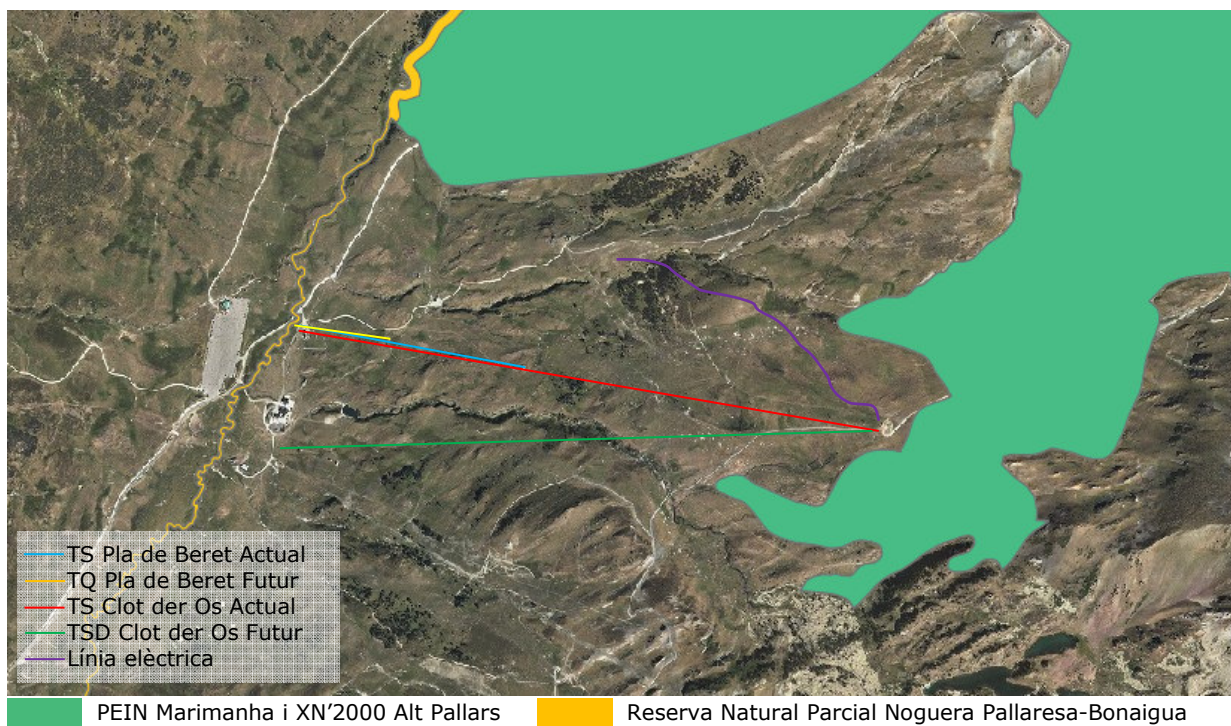 TS Pla de Beret Actual
TQ Pla de Beret Futur
TS Clot der Os Actual
TSD Clot der Os Futur
Línia elèctrica
PEIN Marimanha i XN'2000 Alt Pallars
Reserva Natural Parcial Noguera Pallaresa-Bonaigua